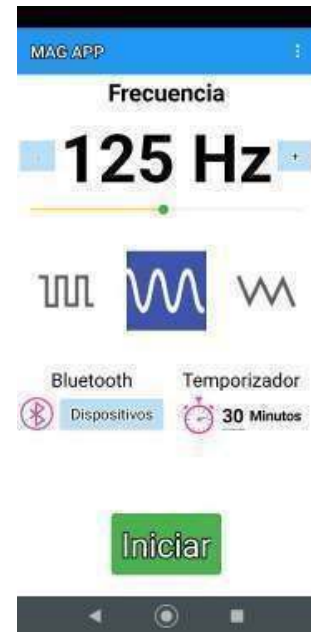 MAG APP
Frecuencia
- 125 Hz +
Bluetooth Temporizador
Dispositivos 30 Minutos
Iniciar